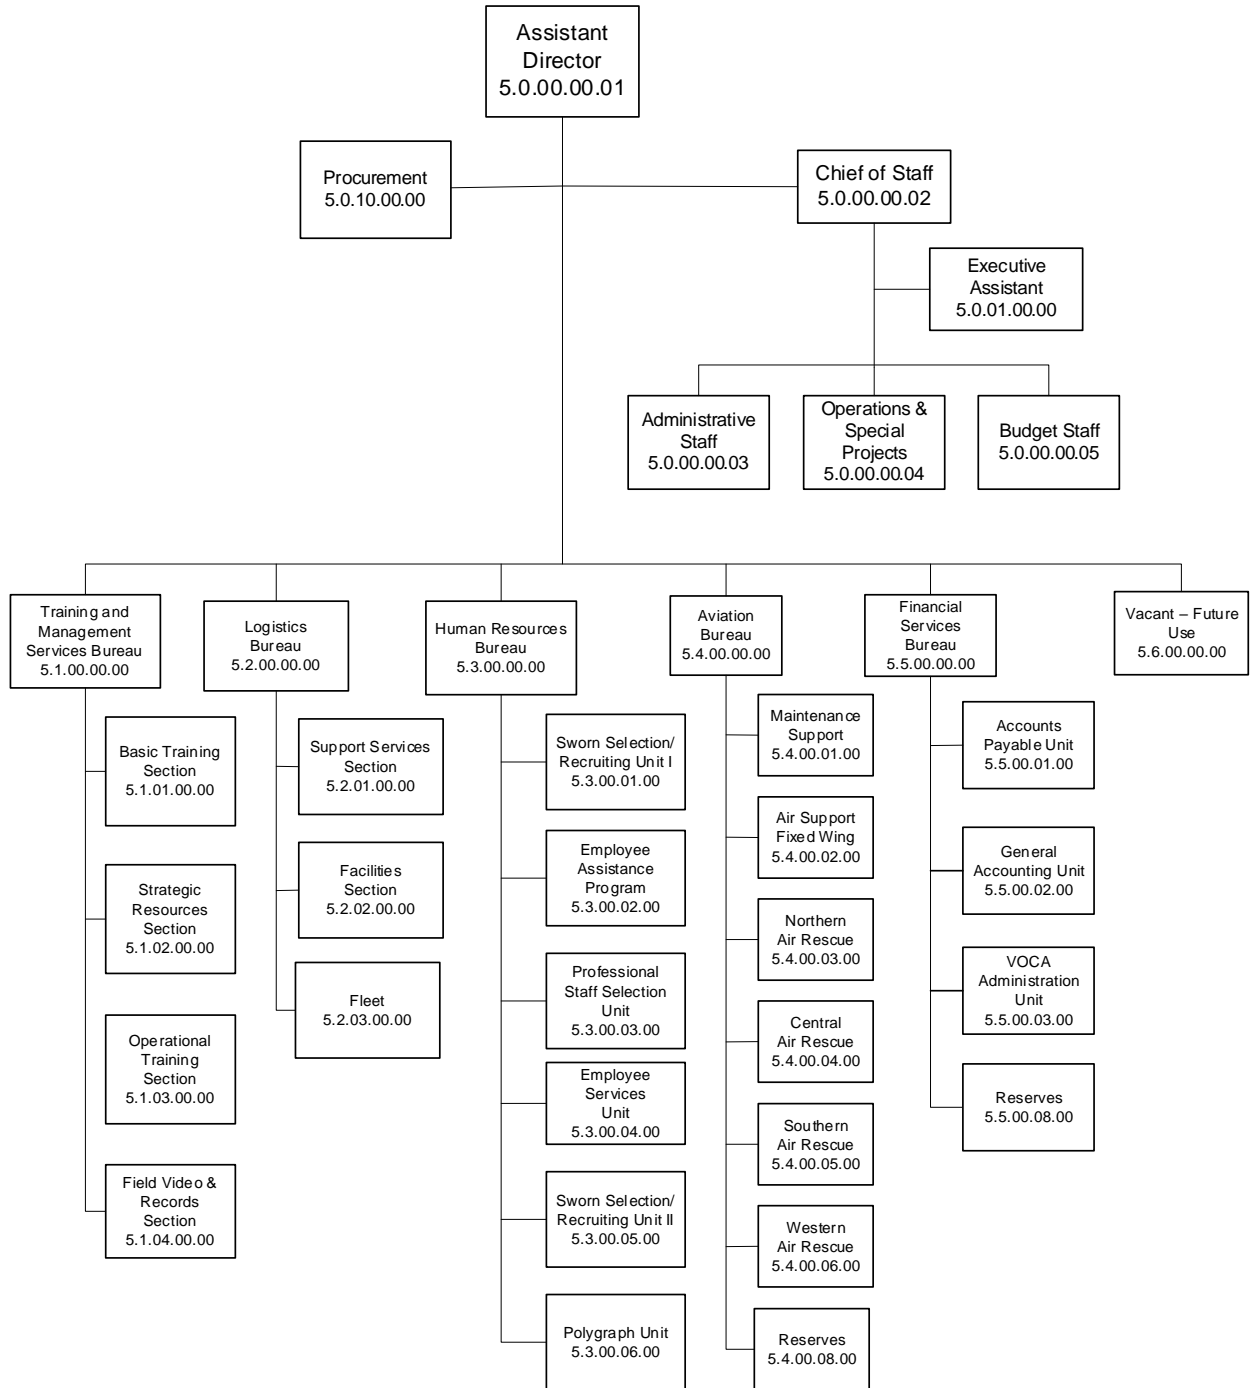 Assistant
Director
5.0.00.00.01
Procurement
5.0.10.00.00
Chief of Staff
5.0.00.00.02
Executive
Assistant
5.0.01.00.00
Administrative
Staff
5.0.00.00.03
Operations &
Special
Projects
5.0.00.00.04
Budget Staff
5.0.00.00.05
Training and
Management
Services Bureau
5.1.00.00.00
Logistics
Bureau
5.2.00.00.00
Human Resources
Bureau
5.3.00.00.00
Aviation
Bureau
5.4.00.00.00
Financial
Services
Bureau
5.5.00.00.00
Vacant – Future
Use
5.6.00.00.00
Basic Training
Section
5.1.01.00.00
Strategic
Resources
Section
5.1.02.00.00
Operational
Training
Section
5.1.03.00.00
Field Video &
Records
Section
5.1.04.00.00
Support Services
Section
5.2.01.00.00
Facilities
Section
5.2.02.00.00
Fleet
5.2.03.00.00
Sworn Selection/
Recruiting Unit I
5.3.00.01.00
Employee
Assistance
Program
5.3.00.02.00
Professional
Staff Selection
Unit
5.3.00.03.00
Employee
Services
Unit
5.3.00.04.00
Sworn Selection/
Recruiting Unit II
5.3.00.05.00
Polygraph Unit
5.3.00.06.00
Maintenance
Support
5.4.00.01.00
Air Support
Fixed Wing
5.4.00.02.00
Northern
Air Rescue
5.4.00.03.00
Central
Air Rescue
5.4.00.04.00
Southern
Air Rescue
5.4.00.05.00
Western
Air Rescue
5.4.00.06.00
Reserves
5.4.00.08.00
Accounts
Payable Unit
5.5.00.01.00
General
Accounting Unit
5.5.00.02.00
VOCA
Administration
Unit
5.5.00.03.00
Reserves
5.5.00.08.00